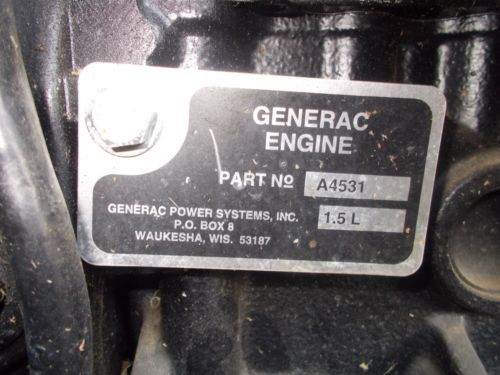 GENERAC
ENGINE
PART Nº A4531
GENERAC POWER SYSTEMS, INC. 1.5 L
P.O. BOX 8
WAUKESHA, WIS. 53187